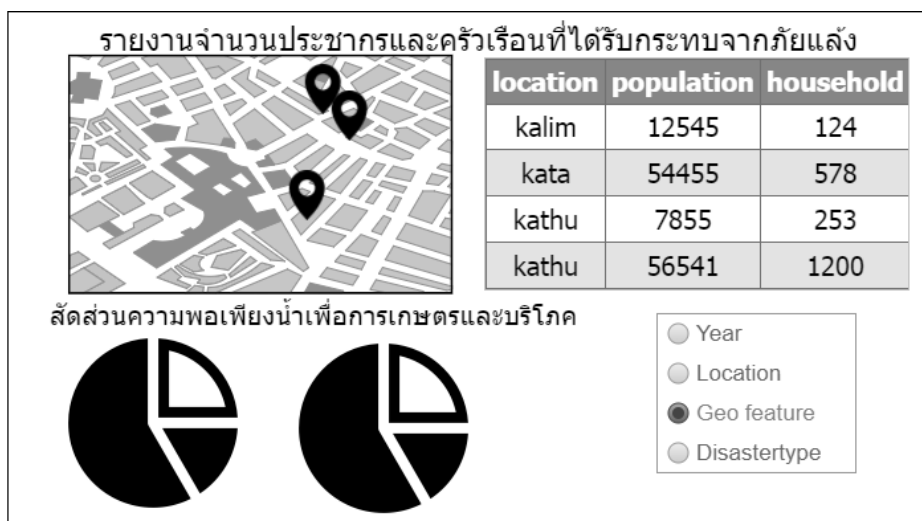 รายงานจำนวนประชากรและครัวเรือนที่ได้รับกระทบจากภัยแล้ง
location population household
kalim 12545 124
kata 54455 578
kathu 7855 253
kathu 56541 1200
สัดส่วนความพอเพียงน้ำเพื่อการเกษตรและบริโภค
Year
Location
Geo feature
Disastertype